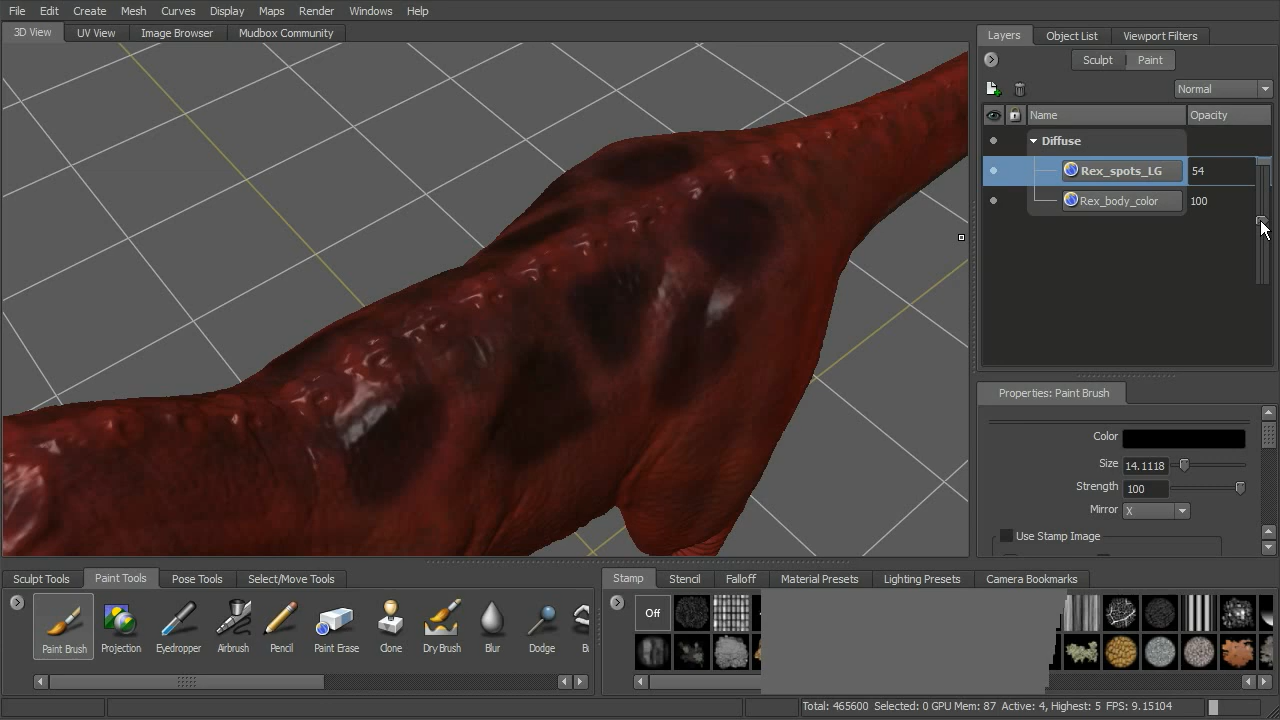 File Edit Create Mesh Curves Display Maps Render Windows Help
3D View UV View Image Browser Mudbox Community
Layers Object List Viewport Filters
Sculpt Paint
Normal
Name Opacity
Diffuse
Rex_spots_LG 54
Rex_body_color 100
Properties: Paint Brush
Color
Size 14.1118
Strength 100
Mirror X
Use Stamp Image
Sculpt Tools Paint Tools Pose Tools Select/Move Tools
Stamp Stencil Falloff Material Presets Lighting Presets Camera Bookmarks
Off
Paint Brush Projection Eyedropper Airbrush Pencil Paint Erase Clone Dry Brush Blur Dodge
Total: 465600 Selected: 0 GPU Mem: 87 Active: 4, Highest: 5 FPS: 9.15104